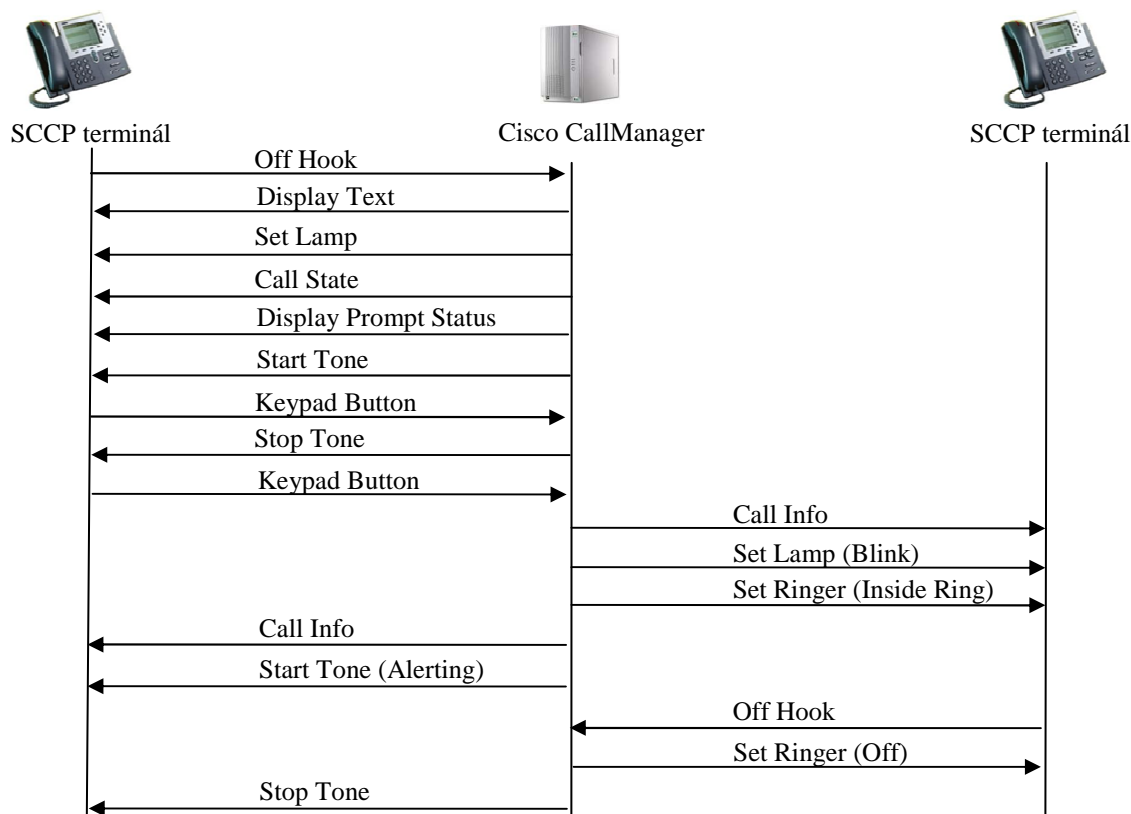 SCCP terminál
Cisco CallManager
SCCP terminál
Off Hook
Display Text
Set Lamp
Call State
Display Prompt Status
Start Tone
Keypad Button
Stop Tone
Keypad Button
Call Info
Set Lamp (Blink)
Set Ringer (Inside Ring)
Call Info
Start Tone (Alerting)
Off Hook
Set Ringer (Off)
Stop Tone